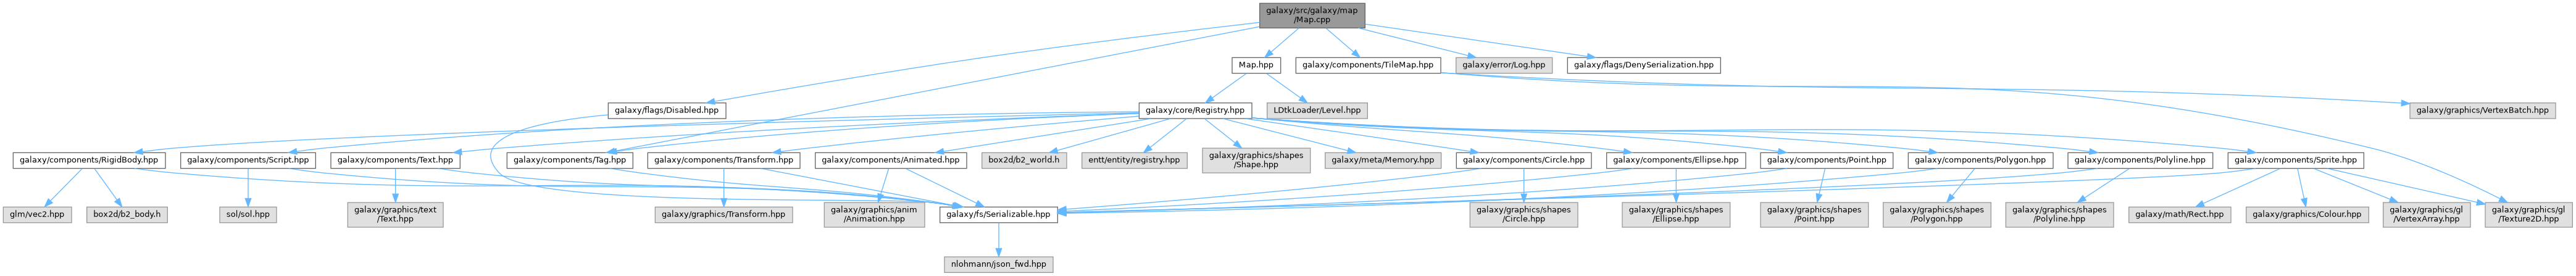 galaxy/src/galaxy/map
/Map.cpp
Map.hpp
galaxy/components/TileMap.hpp
galaxy/error/Log.hpp
galaxy/flags/DenySerialization.hpp
galaxy/flags/Disabled.hpp
galaxy/core/Registry.hpp
LDtkLoader/Level.hpp
galaxy/graphics/VertexBatch.hpp
galaxy/components/RigidBody.hpp
galaxy/components/Script.hpp
galaxy/components/Text.hpp
galaxy/components/Tag.hpp
galaxy/components/Transform.hpp
galaxy/components/Animated.hpp
box2d/b2_world.h
entt/entity/registry.hpp
galaxy/graphics/shapes
/Shape.hpp
galaxy/meta/Memory.hpp
galaxy/components/Circle.hpp
galaxy/components/Ellipse.hpp
galaxy/components/Point.hpp
galaxy/components/Polygon.hpp
galaxy/components/Polyline.hpp
galaxy/components/Sprite.hpp
glm/vec2.hpp
box2d/b2_body.h
sol/sol.hpp
galaxy/graphics/text
/Text.hpp
galaxy/graphics/Transform.hpp
galaxy/graphics/anim
/Animation.hpp
galaxy/fs/Serializable.hpp
galaxy/graphics/shapes
/Circle.hpp
galaxy/graphics/shapes
/Ellipse.hpp
galaxy/graphics/shapes
/Point.hpp
galaxy/graphics/shapes
/Polygon.hpp
galaxy/graphics/shapes
/Polyline.hpp
galaxy/math/Rect.hpp
galaxy/graphics/Colour.hpp
galaxy/graphics/gl
/VertexArray.hpp
galaxy/graphics/gl
/Texture2D.hpp
nlohmann/json_fwd.hpp